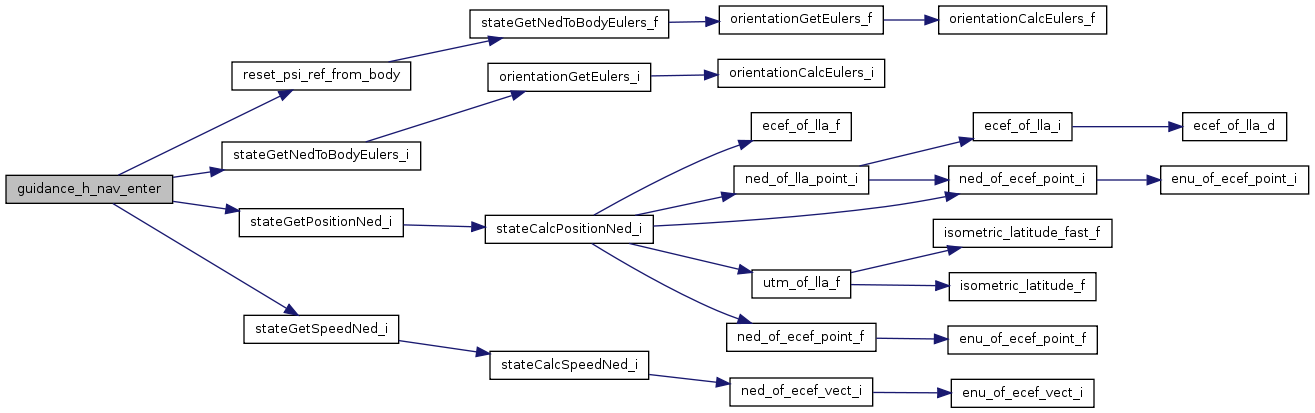 stateGetNedToBodyEulers_f
orientationGetEulers_f
orientationCalcEulers_f
reset_psi_ref_from_body
orientationGetEulers_i
orientationCalcEulers_i
ecef_of_lla_f
ecef_of_lla_i
ecef_of_lla_d
stateGetNedToBodyEulers_i
ned_of_lla_point_i
ned_of_ecef_point_i
enu_of_ecef_point_i
guidance_h_nav_enter
stateGetPositionNed_i
stateCalcPositionNed_i
isometric_latitude_fast_f
utm_of_lla_f
isometric_latitude_f
stateGetSpeedNed_i
ned_of_ecef_point_f
enu_of_ecef_point_f
stateCalcSpeedNed_i
ned_of_ecef_vect_i
enu_of_ecef_vect_i